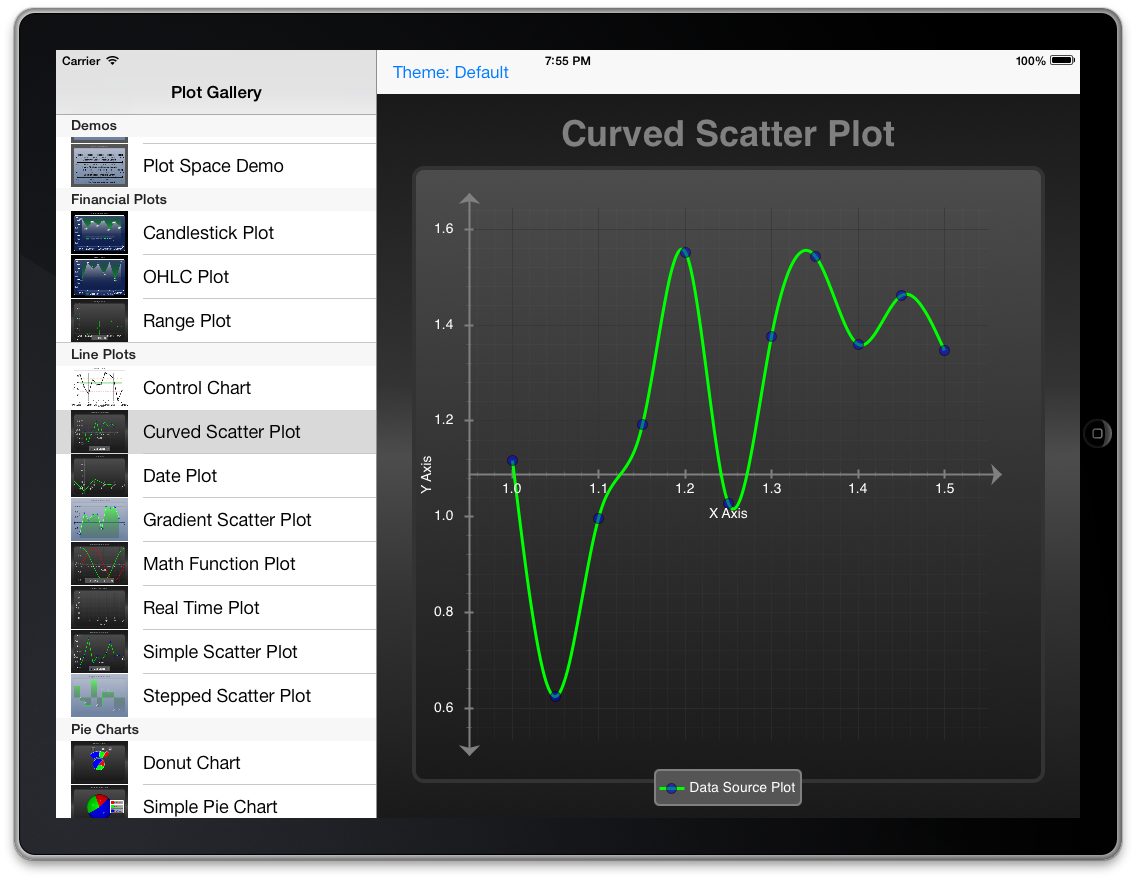 Carrier
7:55 PM
100%
Plot Gallery
Theme: Default
Demos
Plot Space Demo
Financial Plots
Candlestick Plot
OHLC Plot
Range Plot
Line Plots
Control Chart
Curved Scatter Plot
Date Plot
Gradient Scatter Plot
Math Function Plot
Real Time Plot
Simple Scatter Plot
Stepped Scatter Plot
Pie Charts
Donut Chart
Simple Pie Chart
Curved Scatter Plot
1.6
1.4
1.2
1.0
0.8
0.6
Y Axis
1.0 1.1 1.2 1.3 1.4 1.5
X Axis
Data Source Plot